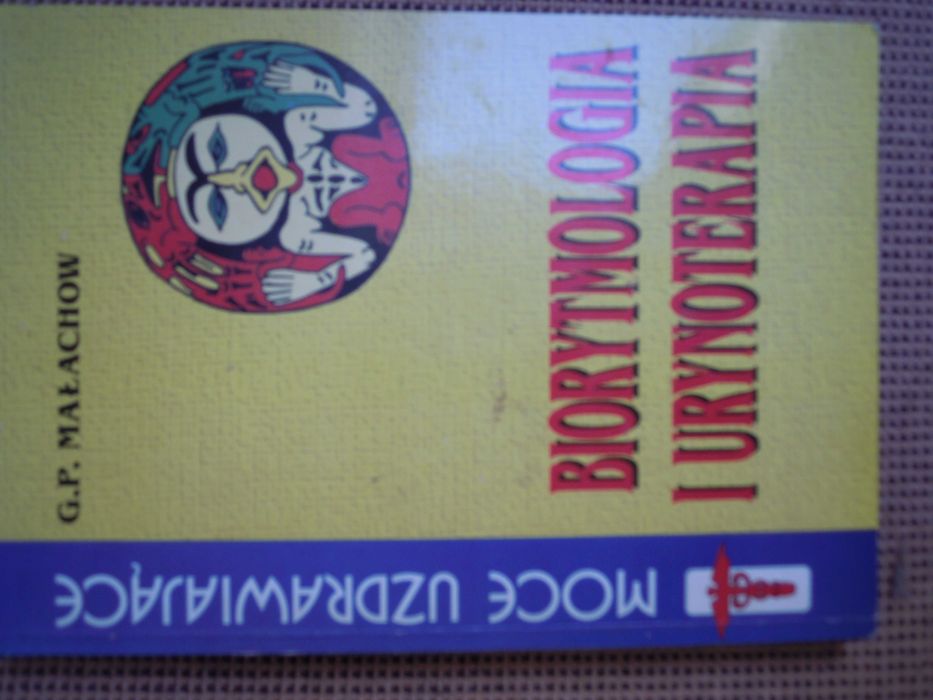 G.P. MAŁACHOW
BIORYTMOLOGIA
I URYNOTERAPIA
MOCE UZDRAWIAJĄCE